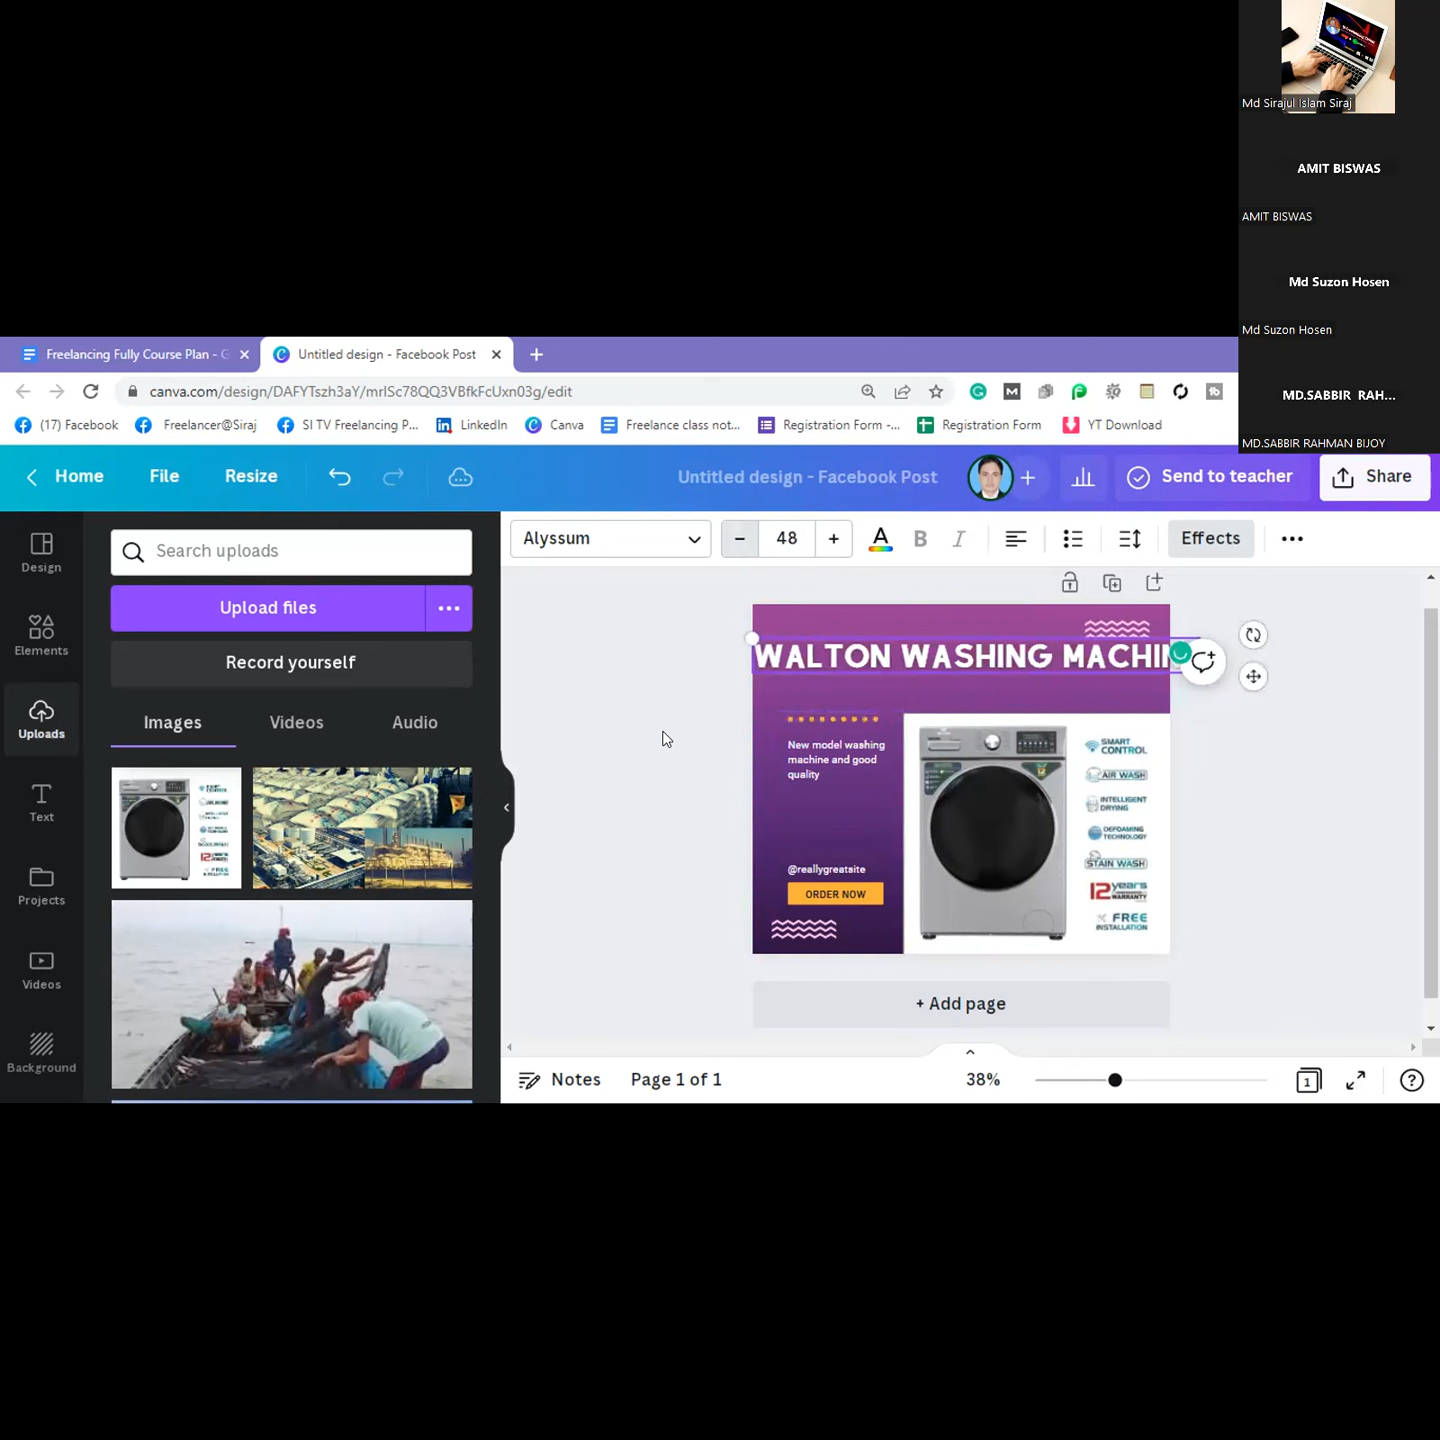 Md Sirajul Islam Siraj
AMIT BISWAS
AMIT BISWAS
Md Suzon Hosen
Md Suzon Hosen
MD.SABBIR RAH...
MD.SABBIR RAHMAN BIJOY
Freelancing Fully Course Plan - G
Untitled design - Facebook Post
canva.com/design/DAFYTszh3aY/mrISc78QQ3VBfkFcUxn03g/edit
(17) Facebook
Freelancer@Siraj
SI TV Freelancing P...
LinkedIn
Canva
Freelance class not...
Registration Form -...
Registration Form
YT Download
Home
File
Resize
Untitled design - Facebook Post
Send to teacher
Share
Design
Elements
Uploads
Text
Projects
Videos
Background
Search uploads
Upload files
Record yourself
Images
Videos
Audio
Alyssum
48
A
B
I
Effects
WALTON WASHING MACHIN
New model washing
machine and good
quality
@reallygreatsite
ORDER NOW
SMART
CONTROL
AIR WASH
INTELLIGENT
DRYING
DEFOAMING
TECHNOLOGY
STAIN WASH
12 years
WARRANTY
FREE
INSTALLATION
+ Add page
Notes
Page 1 of 1
38%
1